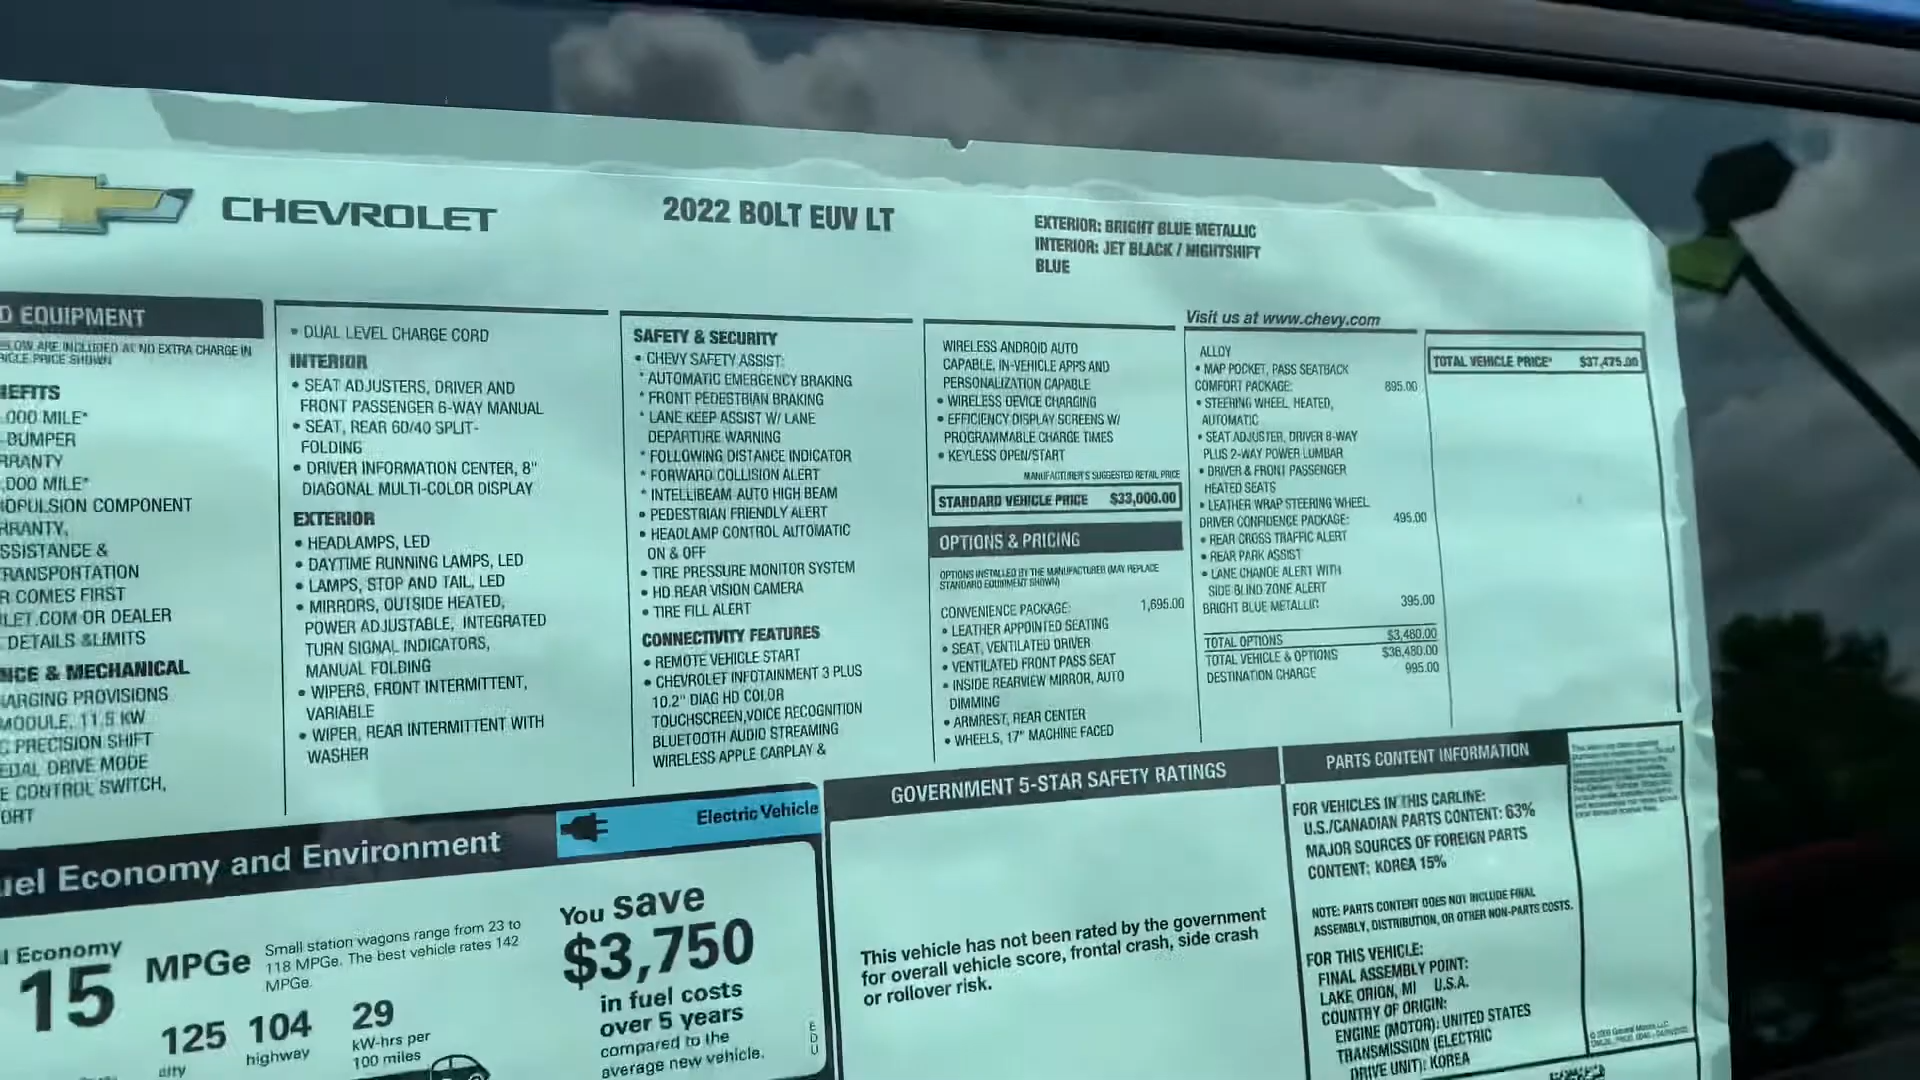 CHEVROLET
2022 BOLT EUV LT
EXTERIOR: BRIGHT BLUE METALLIC
INTERIOR: JET BLACK / NIGHTSHIFT
BLUE
D EQUIPMENT
ELOW ARE INCLUDED AT NO EXTRA CHARGE IN
HICLE PRICE SHOWN
NEFITS
,000 MILE*
-BUMPER
RRANTY
,000 MILE*
ROPULSION COMPONENT
RRANTY,
SSISTANCE &
RANSPORTATION
R COMES FIRST
LET.COM OR DEALER
DETAILS &LIMITS
NCE & MECHANICAL
ARGING PROVISIONS
MODULE, 11.5 KW
C PRECISION SHIFT
EDAL DRIVE MODE
E CONTROL SWITCH,
ORT
• DUAL LEVEL CHARGE CORD
INTERIOR
• SEAT ADJUSTERS, DRIVER AND
FRONT PASSENGER 6-WAY MANUAL
• SEAT, REAR 60/40 SPLIT-
FOLDING
• DRIVER INFORMATION CENTER, 8"
DIAGONAL MULTI-COLOR DISPLAY
EXTERIOR
• HEADLAMPS, LED
• DAYTIME RUNNING LAMPS, LED
• LAMPS, STOP AND TAIL, LED
• MIRRORS, OUTSIDE HEATED,
POWER ADJUSTABLE, INTEGRATED
TURN SIGNAL INDICATORS,
MANUAL FOLDING
• WIPERS, FRONT INTERMITTENT,
VARIABLE
• WIPER, REAR INTERMITTENT WITH
WASHER
SAFETY & SECURITY
• CHEVY SAFETY ASSIST:
* AUTOMATIC EMERGENCY BRAKING
* FRONT PEDESTRIAN BRAKING
* LANE KEEP ASSIST W/ LANE
DEPARTURE WARNING
* FOLLOWING DISTANCE INDICATOR
* FORWARD COLLISION ALERT
* INTELLIBEAM AUTO HIGH BEAM
• PEDESTRIAN FRIENDLY ALERT
• HEADLAMP CONTROL AUTOMATIC
ON & OFF
• TIRE PRESSURE MONITOR SYSTEM
• HD REAR VISION CAMERA
• TIRE FILL ALERT
CONNECTIVITY FEATURES
• REMOTE VEHICLE START
• CHEVROLET INFOTAINMENT 3 PLUS
10.2" DIAG HD COLOR
TOUCHSCREEN,VOICE RECOGNITION
BLUETOOTH AUDIO STREAMING
WIRELESS APPLE CARPLAY &
WIRELESS ANDROID AUTO
CAPABLE, IN-VEHICLE APPS AND
PERSONALIZATION CAPABLE
• WIRELESS DEVICE CHARGING
• EFFICIENCY DISPLAY SCREENS W/
PROGRAMMABLE CHARGE TIMES
• KEYLESS OPEN/START
MANUFACTURER'S SUGGESTED RETAIL PRICE
STANDARD VEHICLE PRICE $33,000.00
OPTIONS & PRICING
OPTIONS INSTALLED BY THE MANUFACTURER (MAY REPLACE
STANDARD EQUIPMENT SHOWN)
CONVENIENCE PACKAGE: 1,695.00
• LEATHER APPOINTED SEATING
• SEAT, VENTILATED DRIVER
• VENTILATED FRONT PASS SEAT
• INSIDE REARVIEW MIRROR, AUTO
DIMMING
• ARMREST, REAR CENTER
• WHEELS, 17" MACHINE FACED
Visit us at www.chevy.com
ALLOY
• MAP POCKET, PASS SEATBACK
COMFORT PACKAGE: 895.00
• STEERING WHEEL, HEATED,
AUTOMATIC
• SEAT ADJUSTER, DRIVER 8-WAY
PLUS 2-WAY POWER LUMBAR
• DRIVER & FRONT PASSENGER
HEATED SEATS
• LEATHER WRAP STEERING WHEEL
DRIVER CONFIDENCE PACKAGE: 495.00
• REAR CROSS TRAFFIC ALERT
• REAR PARK ASSIST
• LANE CHANGE ALERT WITH
SIDE BLIND ZONE ALERT
BRIGHT BLUE METALLIC 395.00
TOTAL OPTIONS $3,480.00
TOTAL VEHICLE & OPTIONS $36,480.00
DESTINATION CHARGE 995.00
TOTAL VEHICLE PRICE* $37,475.00
uel Economy and Environment
Electric Vehicle
l Economy
15
MPGe
Small station wagons range from 23 to
118 MPGe. The best vehicle rates 142
MPGe.
125
city
104
highway
29
kW-hrs per
100 miles
You save
$3,750
in fuel costs
over 5 years
compared to the
average new vehicle.
EDU
GOVERNMENT 5-STAR SAFETY RATINGS
This vehicle has not been rated by the government
for overall vehicle score, frontal crash, side crash
or rollover risk.
PARTS CONTENT INFORMATION
FOR VEHICLES IN THIS CARLINE:
U.S./CANADIAN PARTS CONTENT: 63%
MAJOR SOURCES OF FOREIGN PARTS
CONTENT: KOREA 15%
NOTE: PARTS CONTENT DOES NOT INCLUDE FINAL
ASSEMBLY, DISTRIBUTION, OR OTHER NON-PARTS COSTS.
FOR THIS VEHICLE:
FINAL ASSEMBLY POINT:
LAKE ORION, MI U.S.A.
COUNTRY OF ORIGIN:
ENGINE (MOTOR): UNITED STATES
TRANSMISSION (ELECTRIC
DRIVE UNIT): KOREA